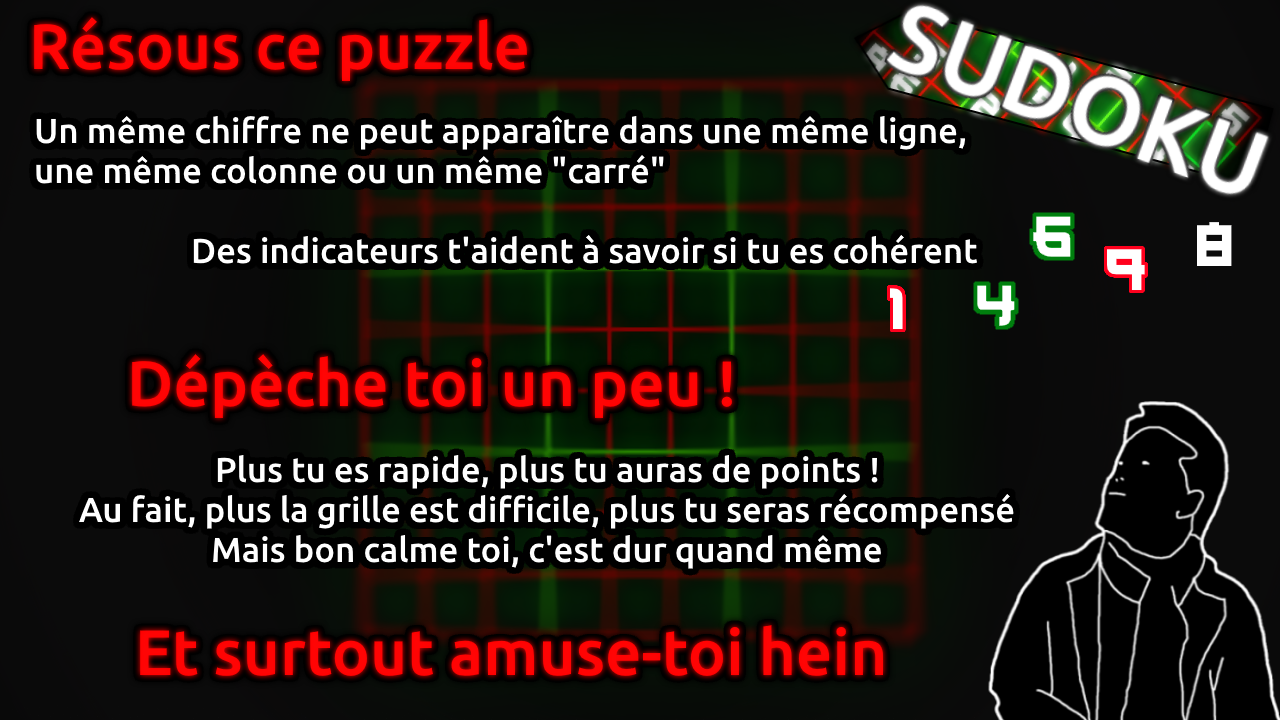 Résous ce puzzle
SUDOKU
Un même chiffre ne peut apparaître dans une même ligne,
une même colonne ou un même "carré"
Des indicateurs t'aident à savoir si tu es cohérent
6
9
8
1
4
Dépèche toi un peu !
Plus tu es rapide, plus tu auras de points !
Au fait, plus la grille est difficile, plus tu seras récompensé
Mais bon calme toi, c'est dur quand même
Et surtout amuse-toi hein